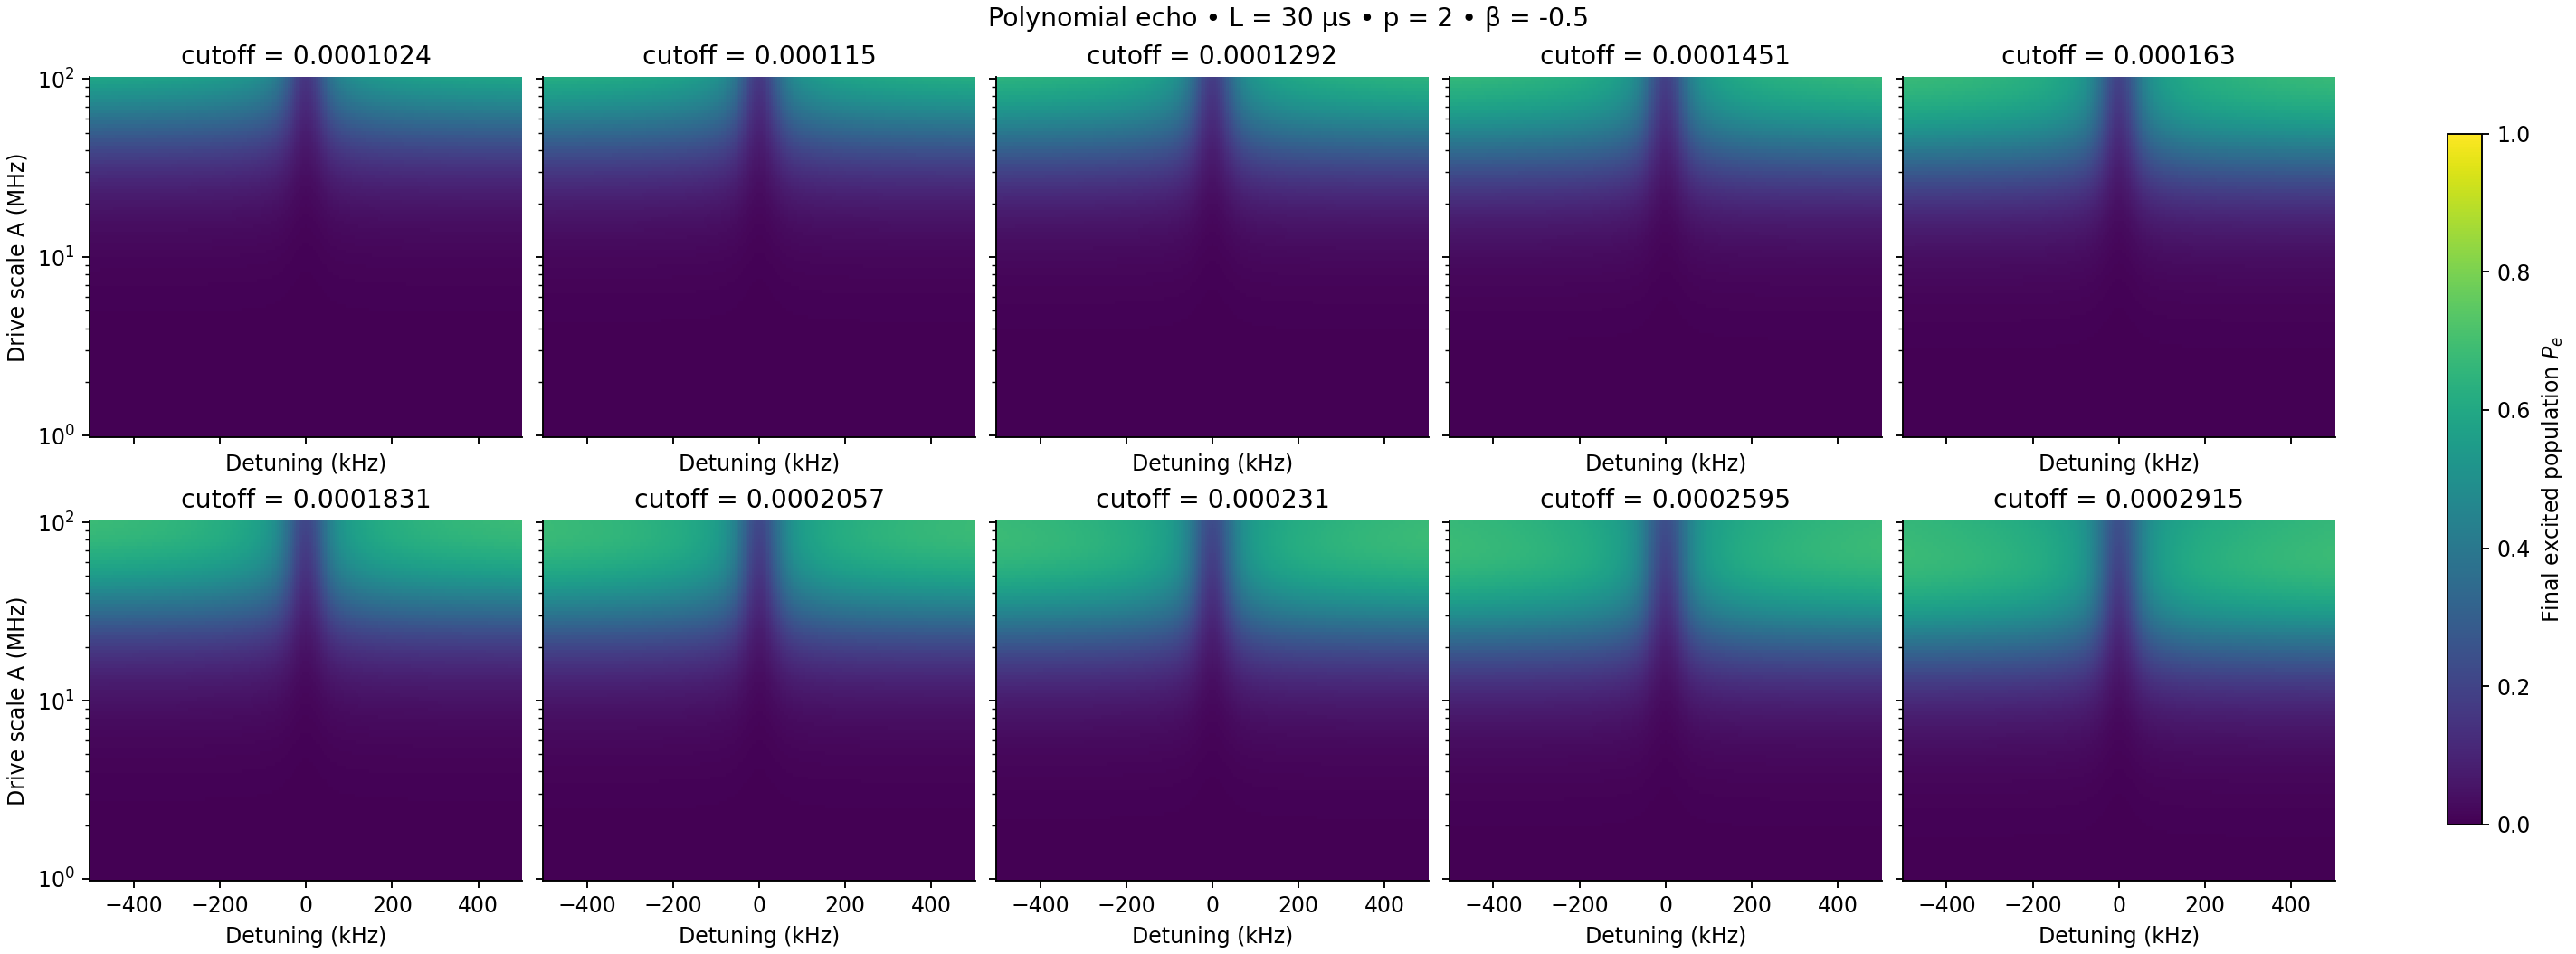 Polynomial echo • L = 30 µs • p = 2 • β = -0.5
cutoff = 0.0001024
cutoff = 0.000115
cutoff = 0.0001292
cutoff = 0.0001451
cutoff = 0.000163
Drive scale A (MHz)
10²
10¹
10⁰
Detuning (kHz)
Detuning (kHz)
Detuning (kHz)
Detuning (kHz)
Detuning (kHz)
cutoff = 0.0001831
cutoff = 0.0002057
cutoff = 0.000231
cutoff = 0.0002595
cutoff = 0.0002915
Drive scale A (MHz)
10²
10¹
10⁰
−400 −200 0 200 400
−400 −200 0 200 400
−400 −200 0 200 400
−400 −200 0 200 400
−400 −200 0 200 400
Detuning (kHz)
Detuning (kHz)
Detuning (kHz)
Detuning (kHz)
Detuning (kHz)
1.0
0.8
0.6
0.4
0.2
0.0
Final excited population Pₑ